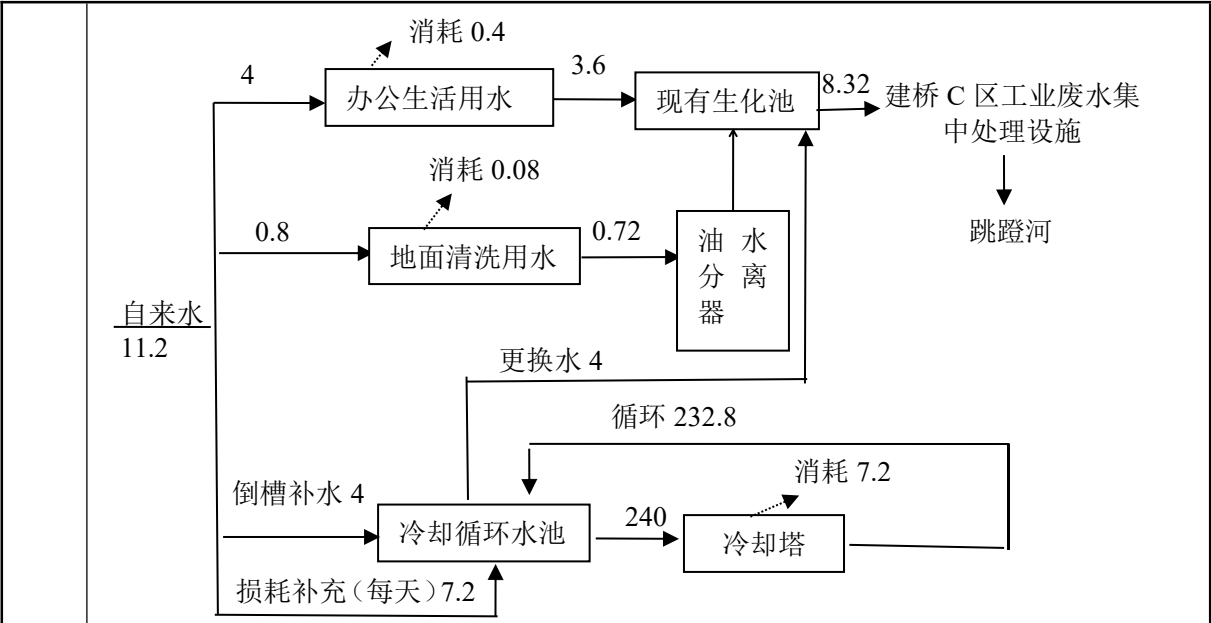 消耗 0.4
4
办公生活用水
3.6
现有生化池
8.32
建桥 C 区工业废水集
中处理设施
跳蹬河
消耗 0.08
0.8
地面清洗用水
0.72
油 水
分 离
器
自来水
11.2
更换水 4
循环 232.8
倒槽补水 4
冷却循环水池
240
消耗 7.2
冷却塔
损耗补充（每天）7.2